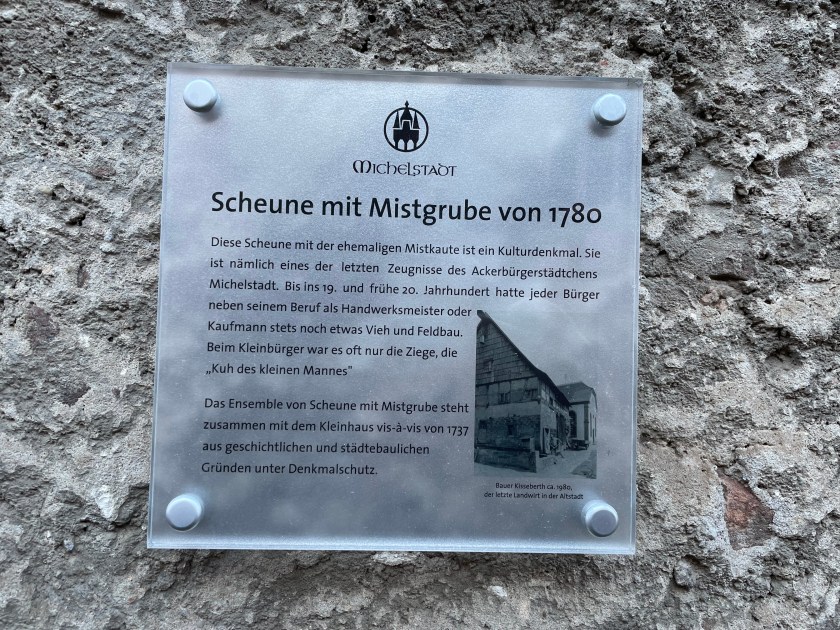 Michelstadt
Scheune mit Mistgrube von 1780
Diese Scheune mit der ehemaligen Mistkaute ist ein Kulturdenkmal. Sie
ist nämlich eines der letzten Zeugnisse des Ackerbürgerstädtchens
Michelstadt. Bis ins 19. und frühe 20. Jahrhundert hatte jeder Bürger
neben seinem Beruf als Handwerksmeister oder
Kaufmann stets noch etwas Vieh und Feldbau.
Beim Kleinbürger war es oft nur die Ziege, die
„Kuh des kleinen Mannes"
Das Ensemble von Scheune mit Mistgrube steht
zusammen mit dem Kleinhaus vis-à-vis von 1737
aus geschichtlichen und städtebaulichen
Gründen unter Denkmalschutz.
Bauer Knoeberth ca. 1980,
der letzte Landwirt in der Altstadt